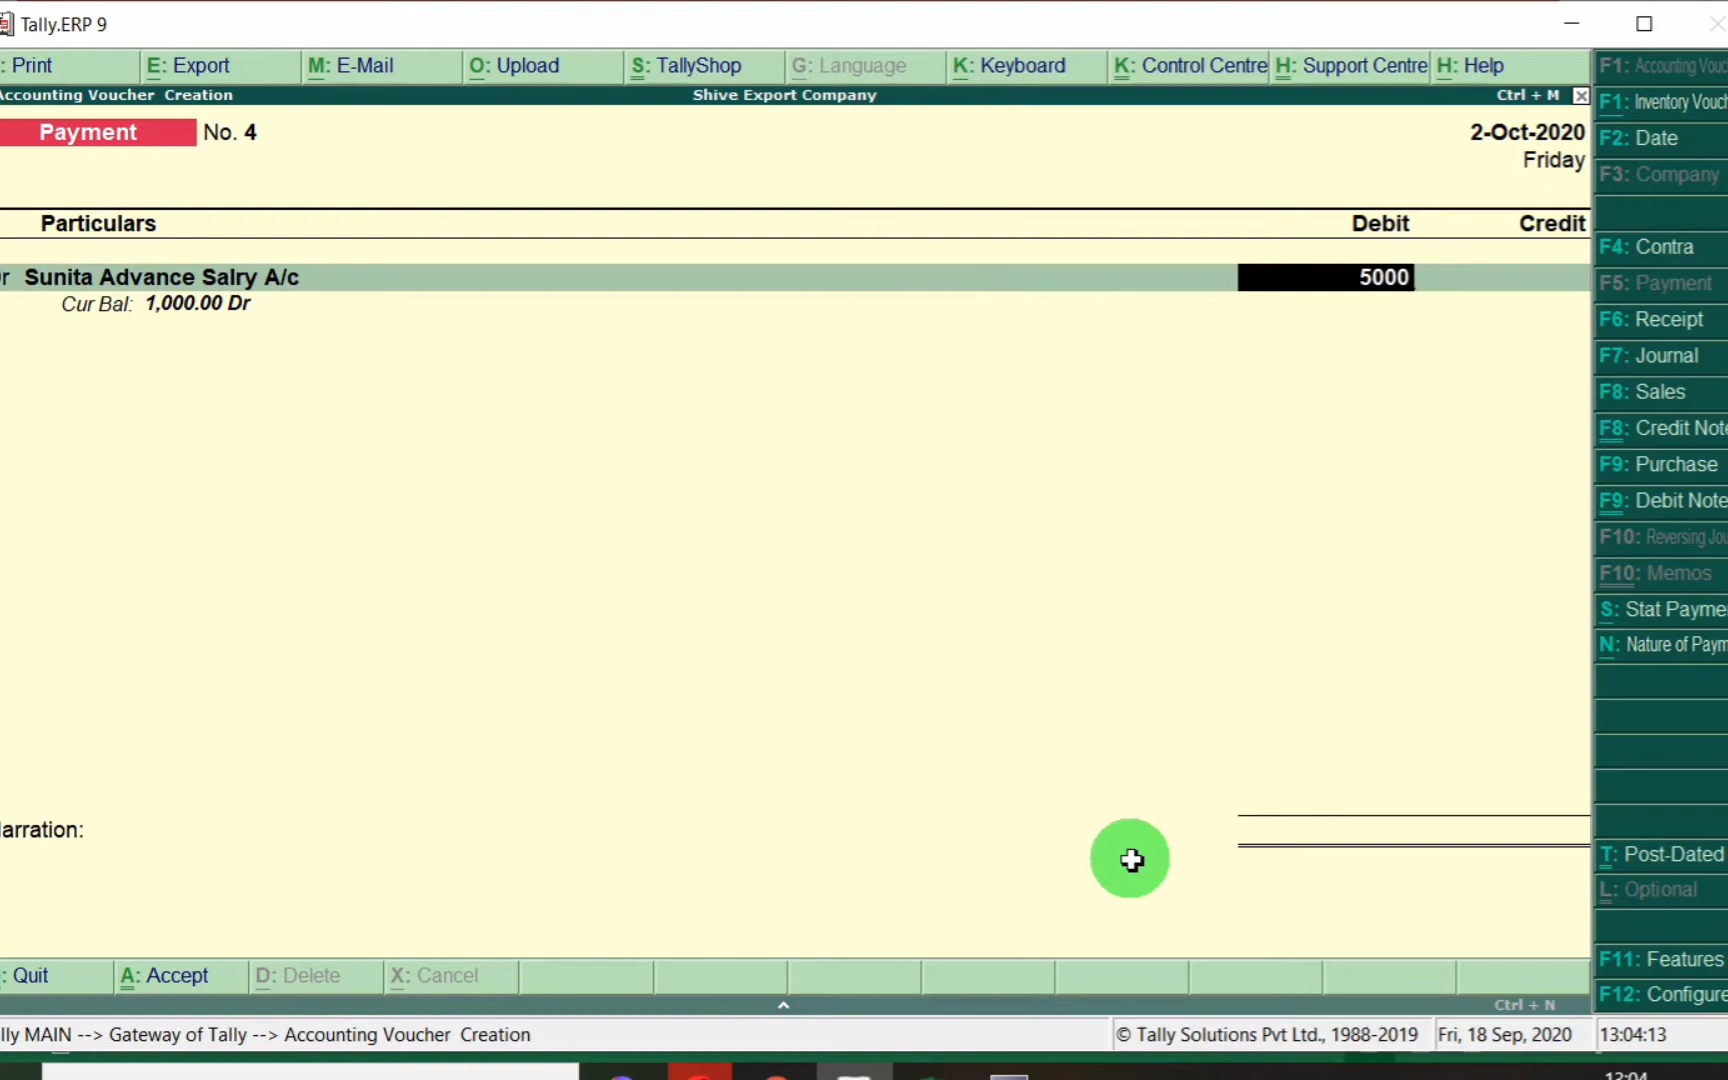 Tally.ERP 9
: Print E: Export M: E-Mail O: Upload S: TallyShop G: Language K: Keyboard K: Control Centre H: Support Centre H: Help
Accounting Voucher Creation Shive Export Company Ctrl + M
Payment No. 4 2-Oct-2020
Friday
Particulars Debit Credit
r Sunita Advance Salry A/c 5000
Cur Bal: 1,000.00 Dr
arration:
: Quit A: Accept D: Delete X: Cancel
Ctrl + N
lly MAIN --> Gateway of Tally --> Accounting Voucher Creation © Tally Solutions Pvt Ltd., 1988-2019 Fri, 18 Sep, 2020 13:04:13
F1: Accounting Vouc
F1: Inventory Vouch
F2: Date
F3: Company
F4: Contra
F5: Payment
F6: Receipt
F7: Journal
F8: Sales
F8: Credit Note
F9: Purchase
F9: Debit Note
F10: Reversing Jou
F10: Memos
S: Stat Payme
N: Nature of Paym
T: Post-Dated
L: Optional
F11: Features
F12: Configure